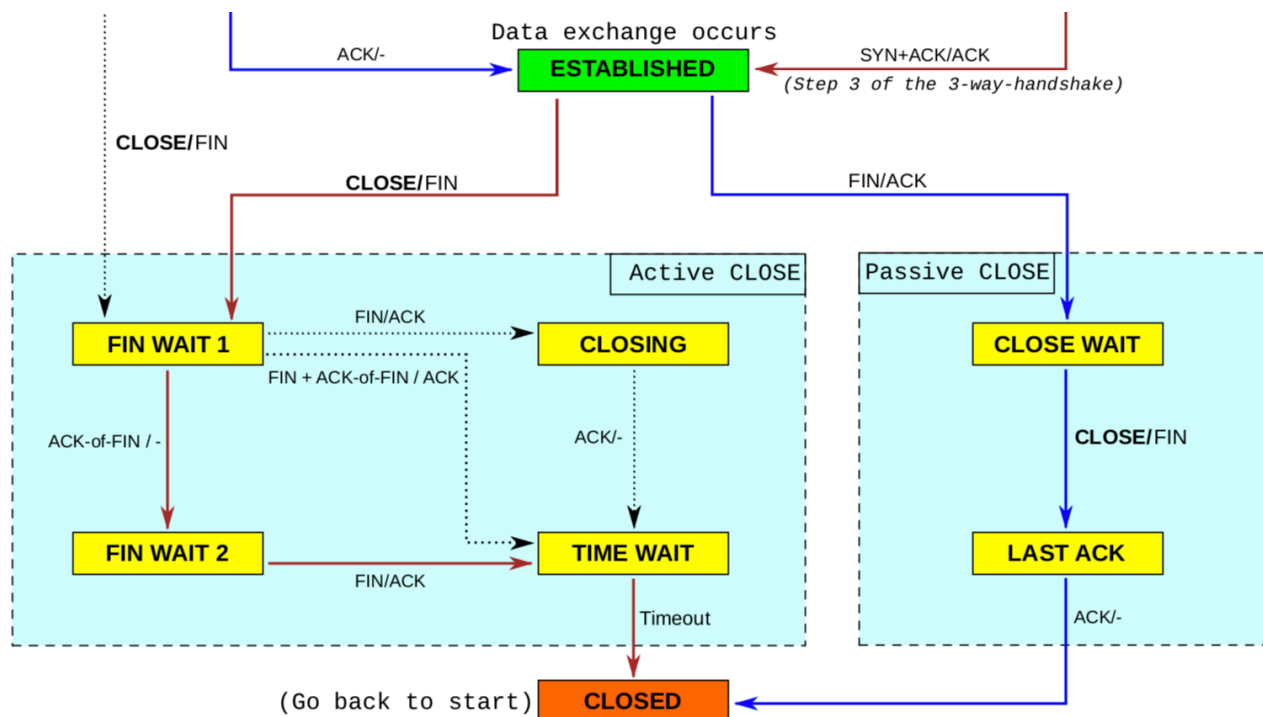 Data exchange occurs
ACK/-
ESTABLISHED
SYN+ACK/ACK
(Step 3 of the 3-way-handshake)
CLOSE/FIN
CLOSE/FIN
FIN/ACK
Active CLOSE
Passive CLOSE
FIN/ACK
FIN WAIT 1
CLOSING
CLOSE WAIT
FIN + ACK-of-FIN / ACK
ACK-of-FIN / -
ACK/-
CLOSE/FIN
FIN WAIT 2
TIME WAIT
LAST ACK
FIN/ACK
Timeout
ACK/-
(Go back to start)
CLOSED